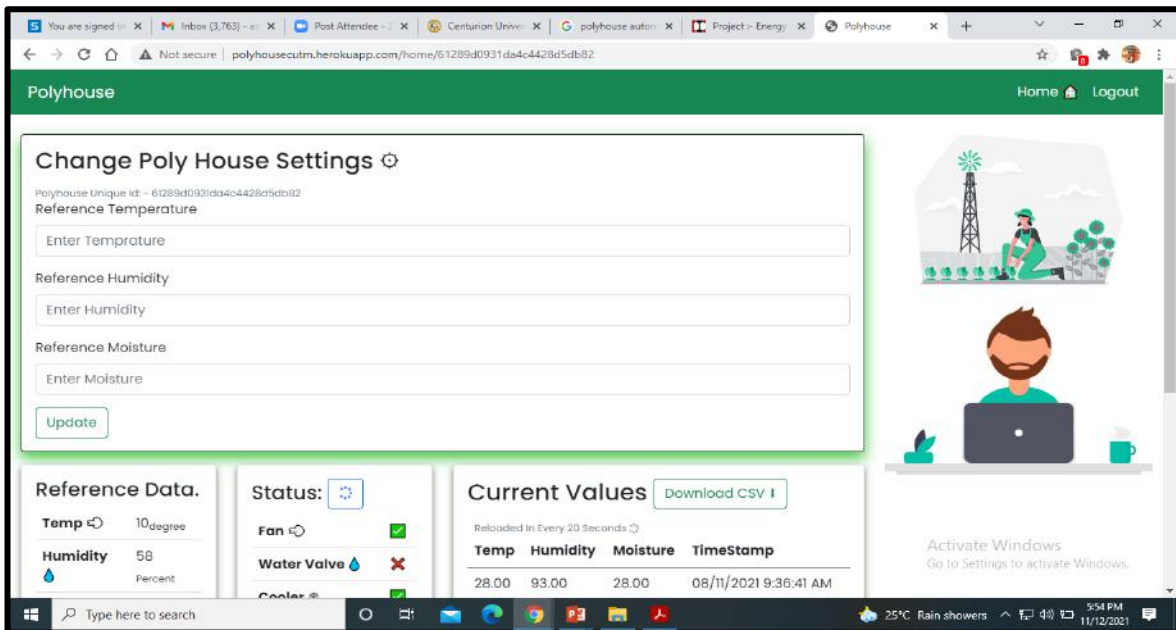 You are signed in
Inbox (3,763) - a
Post Attendee - Z
Centurion Univer
polyhouse autom
Project :- Energy
Polyhouse
Not secure | polyhousecutm.herokuapp.com/home/61289d0931da4c4428d5db82
Polyhouse
Home
Logout
Change Poly House Settings
Polyhouse Unique Id: - 61289d0931da4c4428d5db82
Reference Temperature
Enter Temprature
Reference Humidity
Enter Humidity
Reference Moisture
Enter Moisture
Update
Reference Data.
Temp 10degree
Humidity 58
Percent
Status:
Fan
Water Valve
Cooler
Current Values Download CSV
Reloaded In Every 20 Seconds
Temp Humidity Moisture TimeStamp
28.00 93.00 28.00 08/11/2021 9:36:41 AM
Activate Windows
Go to Settings to activate Windows.
Type here to search
25°C Rain showers
5:54 PM
11/12/2021